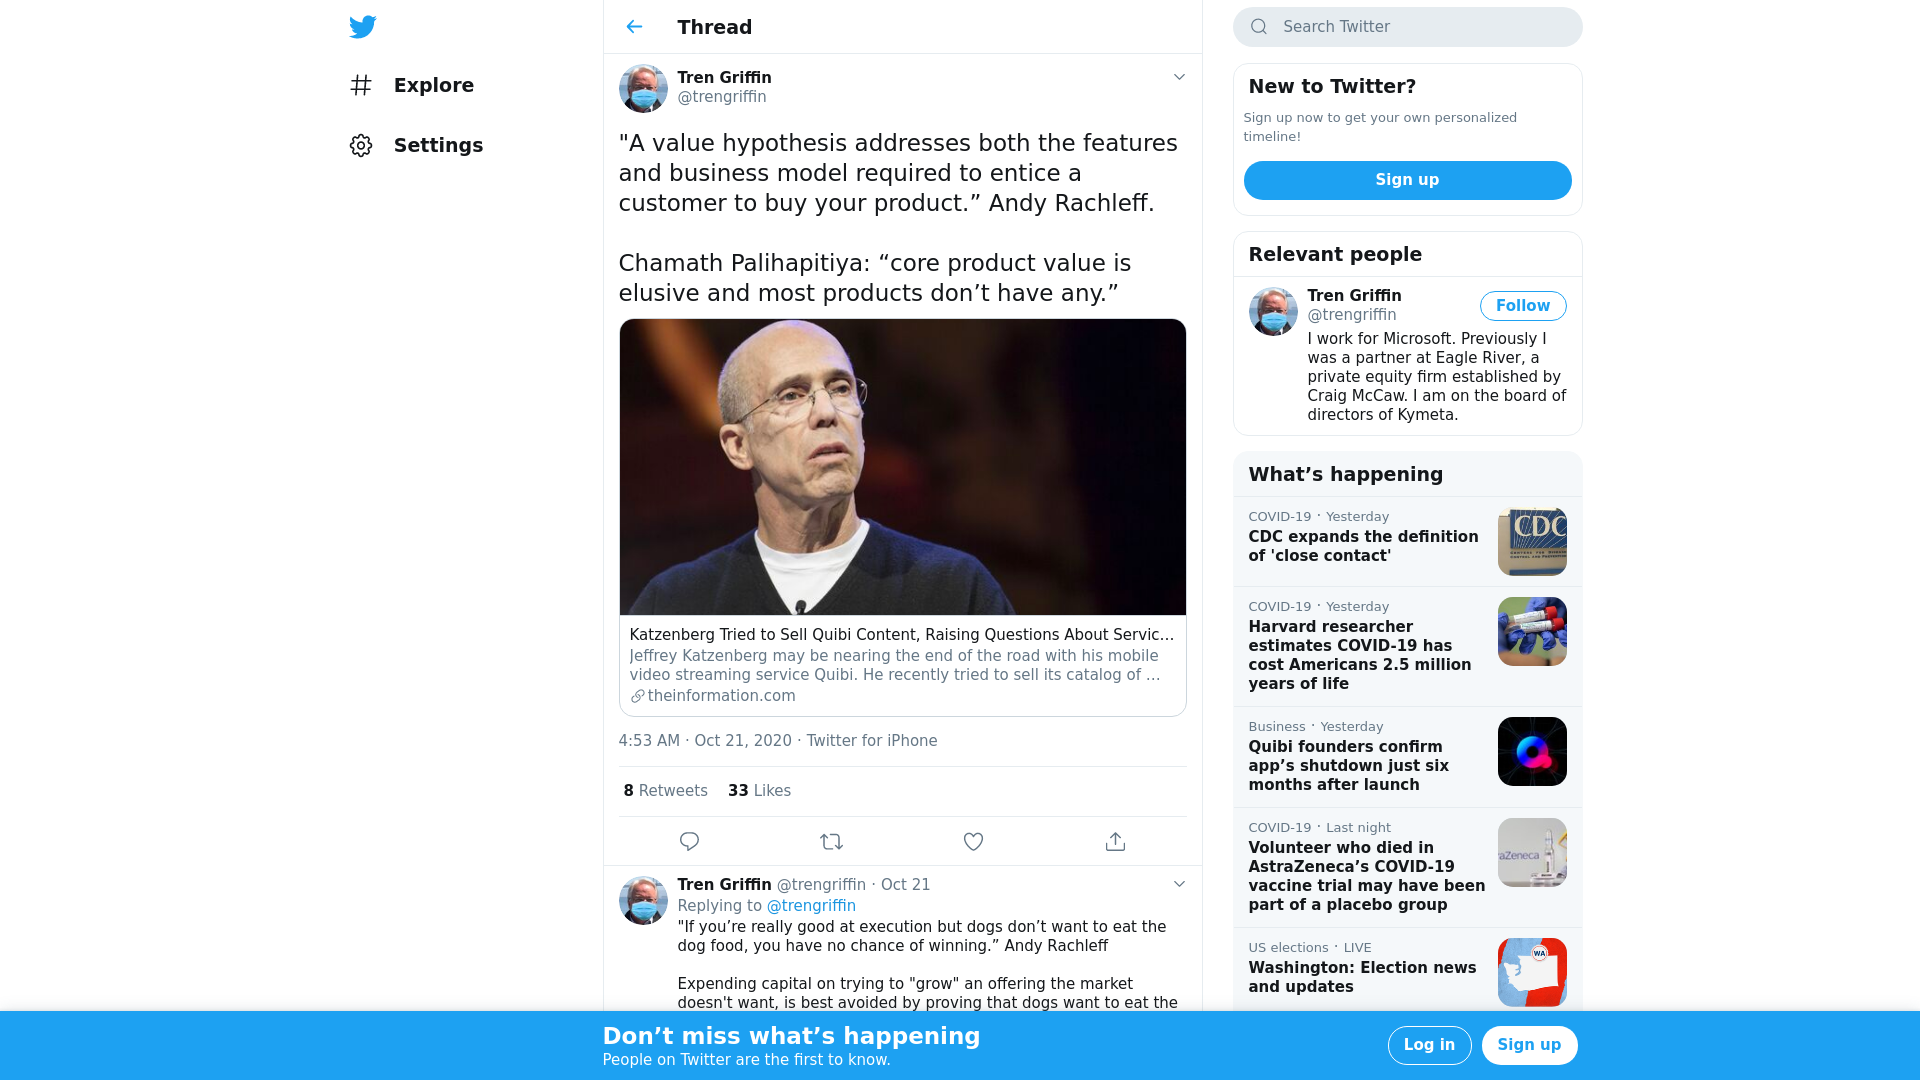 Explore
Settings
Thread
Tren Griffin
@trengriffin
"A value hypothesis addresses both the features
and business model required to entice a
customer to buy your product.” Andy Rachleff.
Chamath Palihapitiya: “core product value is
elusive and most products don’t have any.”
Katzenberg Tried to Sell Quibi Content, Raising Questions About Servic…
Jeffrey Katzenberg may be nearing the end of the road with his mobile
video streaming service Quibi. He recently tried to sell its catalog of …
theinformation.com
4:53 AM · Oct 21, 2020 · Twitter for iPhone
8 Retweets 33 Likes
Tren Griffin @trengriffin · Oct 21
Replying to @trengriffin
"If you’re really good at execution but dogs don’t want to eat the
dog food, you have no chance of winning.” Andy Rachleff
Expending capital on trying to "grow" an offering the market
doesn't want, is best avoided by proving that dogs want to eat the
Search Twitter
New to Twitter?
Sign up now to get your own personalized
timeline!
Sign up
Relevant people
Tren Griffin
@trengriffin
Follow
I work for Microsoft. Previously I
was a partner at Eagle River, a
private equity firm established by
Craig McCaw. I am on the board of
directors of Kymeta.
What’s happening
COVID-19 · Yesterday
CDC expands the definition
of 'close contact'
CDC
COVID-19 · Yesterday
Harvard researcher
estimates COVID-19 has
cost Americans 2.5 million
years of life
Business · Yesterday
Quibi founders confirm
app’s shutdown just six
months after launch
COVID-19 · Last night
Volunteer who died in
AstraZeneca’s COVID-19
vaccine trial may have been
part of a placebo group
raZeneca
US elections · LIVE
Washington: Election news
and updates
WA
Don’t miss what’s happening
People on Twitter are the first to know.
Log in
Sign up